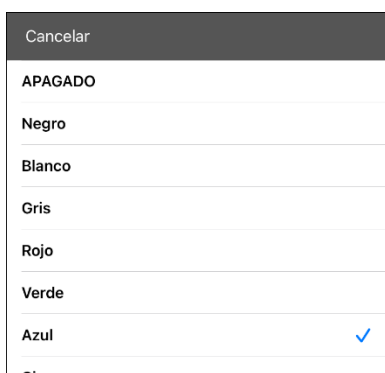 Cancelar
APAGADO
Negro
Blanco
Gris
Rojo
Verde
Azul